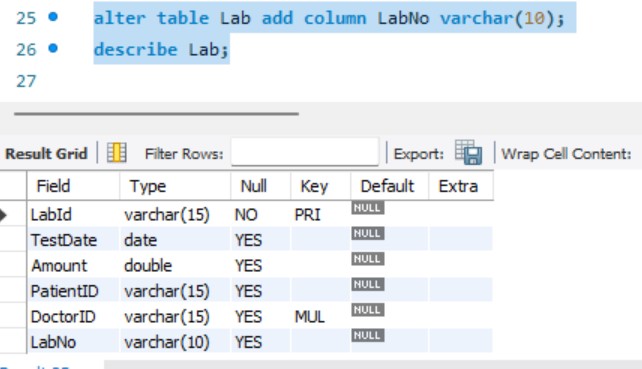 25 alter table Lab add column LabNo varchar(10);
26 describe Lab;
27
Result Grid Filter Rows: Export: Wrap Cell Content:
Field Type Null Key Default Extra
LabId varchar(15) NO PRI NULL
TestDate date YES NULL
Amount double YES NULL
PatientID varchar(15) YES NULL
DoctorID varchar(15) YES MUL NULL
LabNo varchar(10) YES NULL